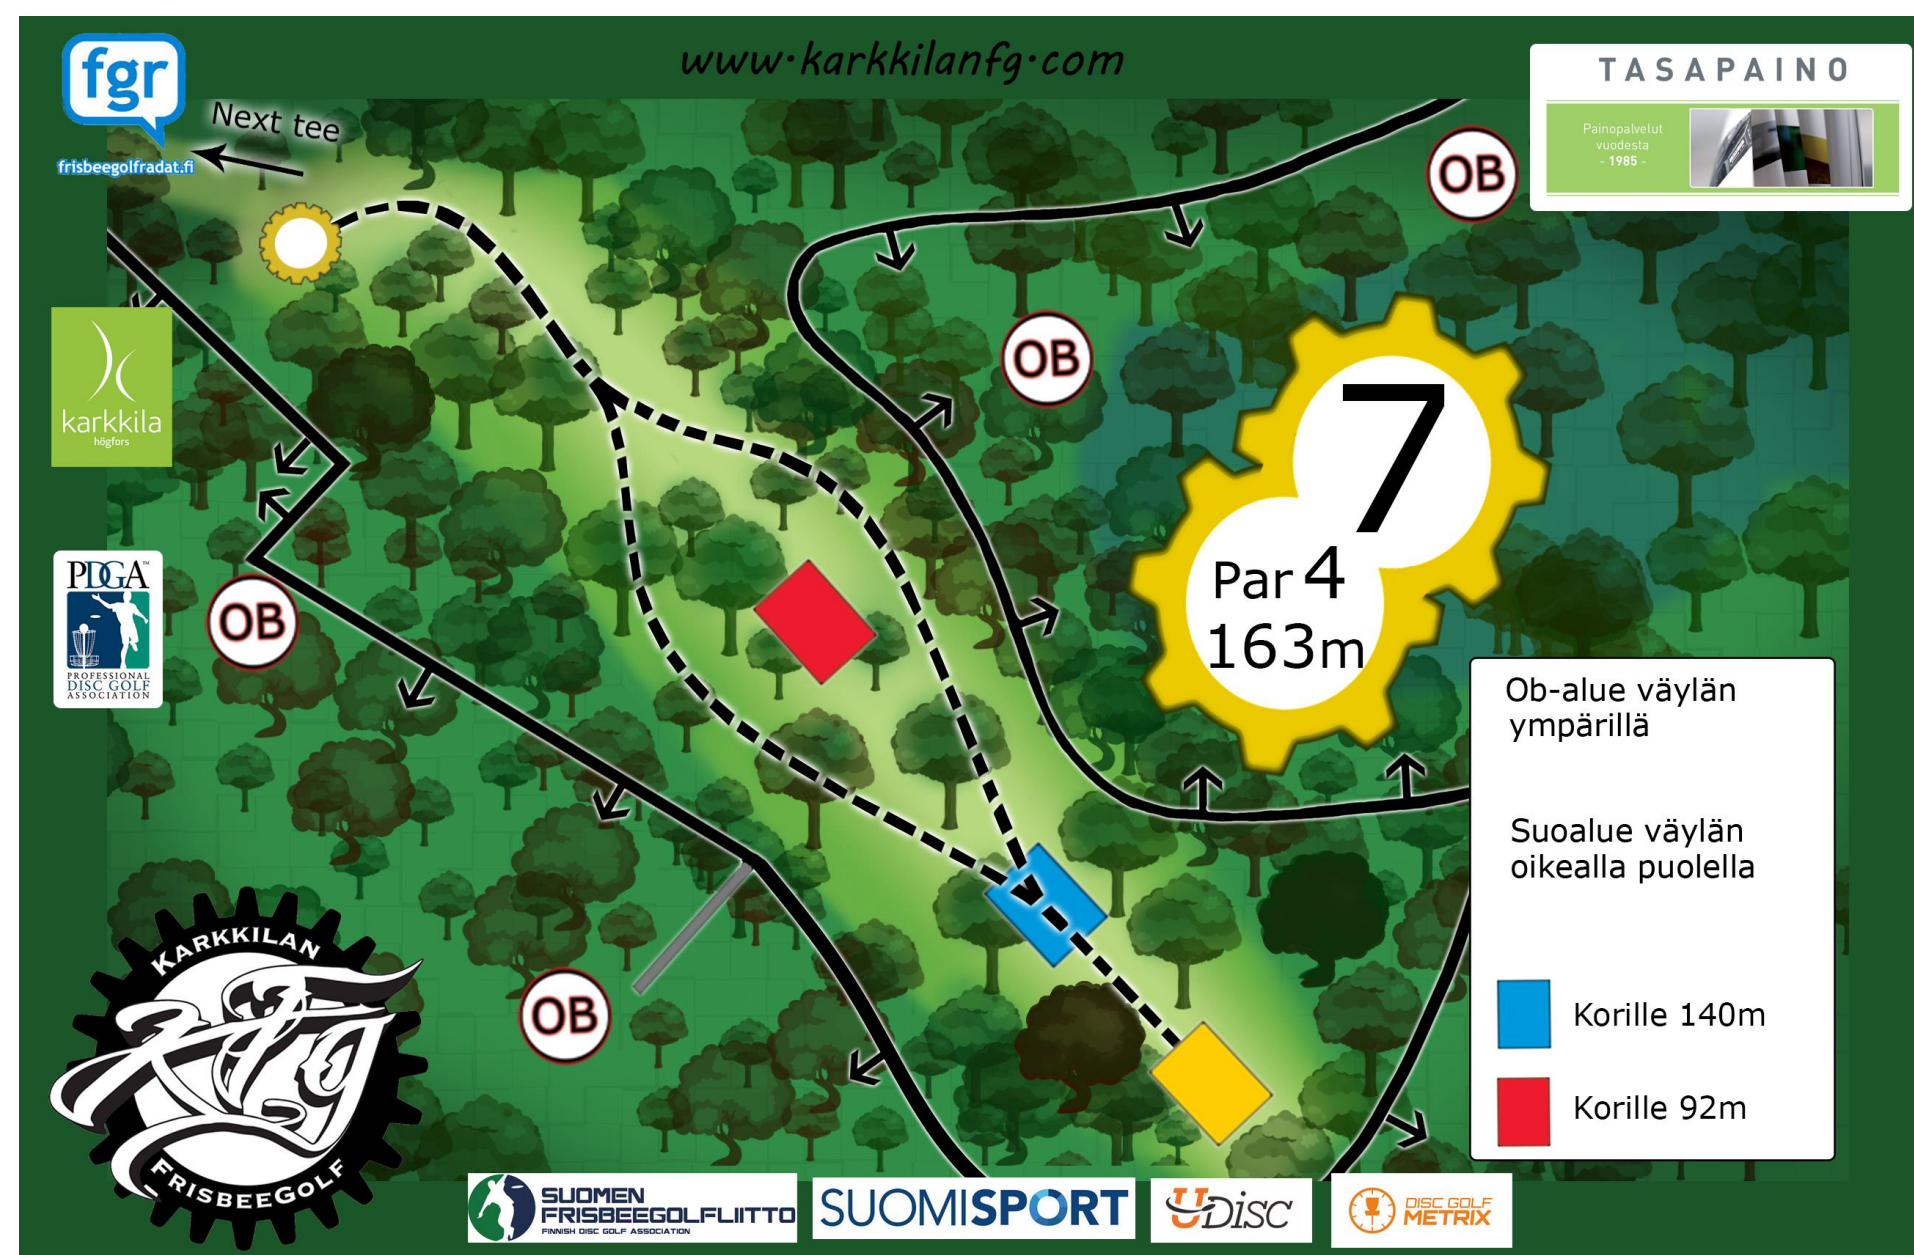 www.karkkilanfg.com
fgr
frisbeegolfradat.fi
Next tee
TASAPAINO
Painopalvelut
vuodesta
- 1985 -
OB
OB
karkkila
högfors
7
Par 4
163m
PDGA™
PROFESSIONAL
DISC GOLF
ASSOCIATION
OB
Ob-alue väylän
ympärillä
Suoalue väylän
oikealla puolella
Korille 140m
Korille 92m
OB
KARKKILAN
Kfg
FRISBEEGOLF
SUOMEN
FRISBEEGOLFLIITTO
FINNISH DISC GOLF ASSOCIATION
SUOMISPORT
UDisc
DISC GOLF
METRIX